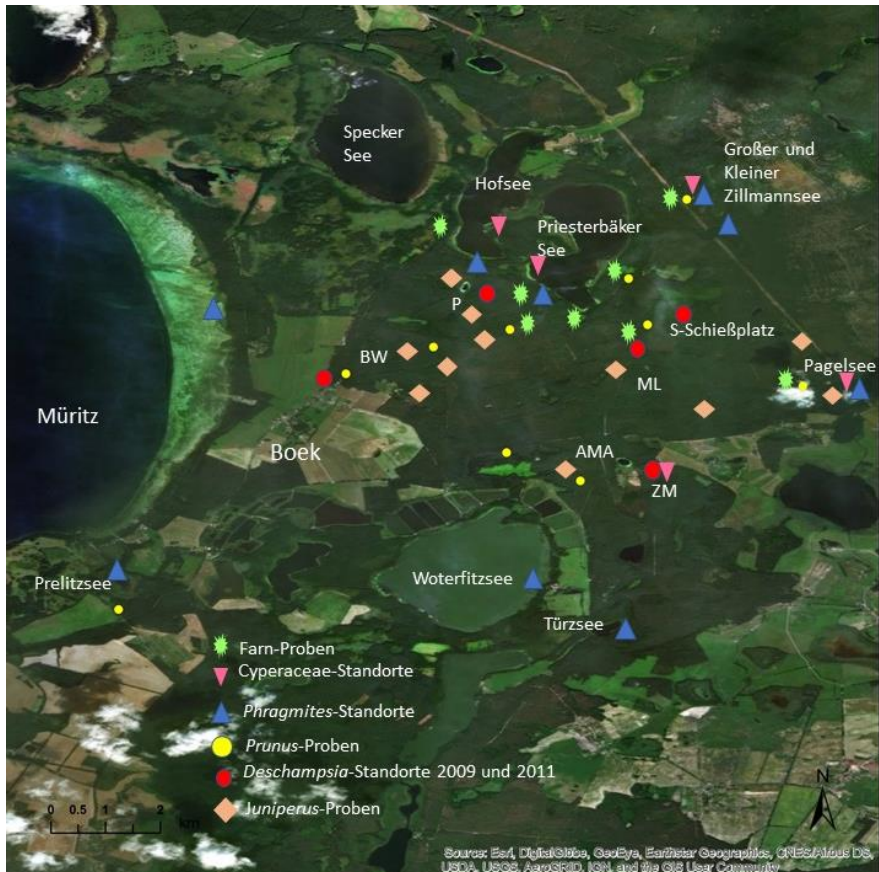 Specker
See
Großer und
Kleiner
Zillmannsee
Hofsee
Priesterbäker
See
P
S-Schießplatz
BW
Pagelsee
ML
Müritz
Boek
AMA
ZM
Prelitzsee
Woterfitzsee
Türzsee
Farn-Proben
Cyperaceae-Standorte
Phragmites-Standorte
Prunus-Proben
Deschampsia-Standorte 2009 und 2011
Juniperus-Proben
0 0.5 1 2
km
N
Source: Esri, DigitalGlobe, GeoEye, Earthstar Geographics, CNES/Airbus DS,
USDA, USGS, AeroGRID, IGN, and the GIS User Community